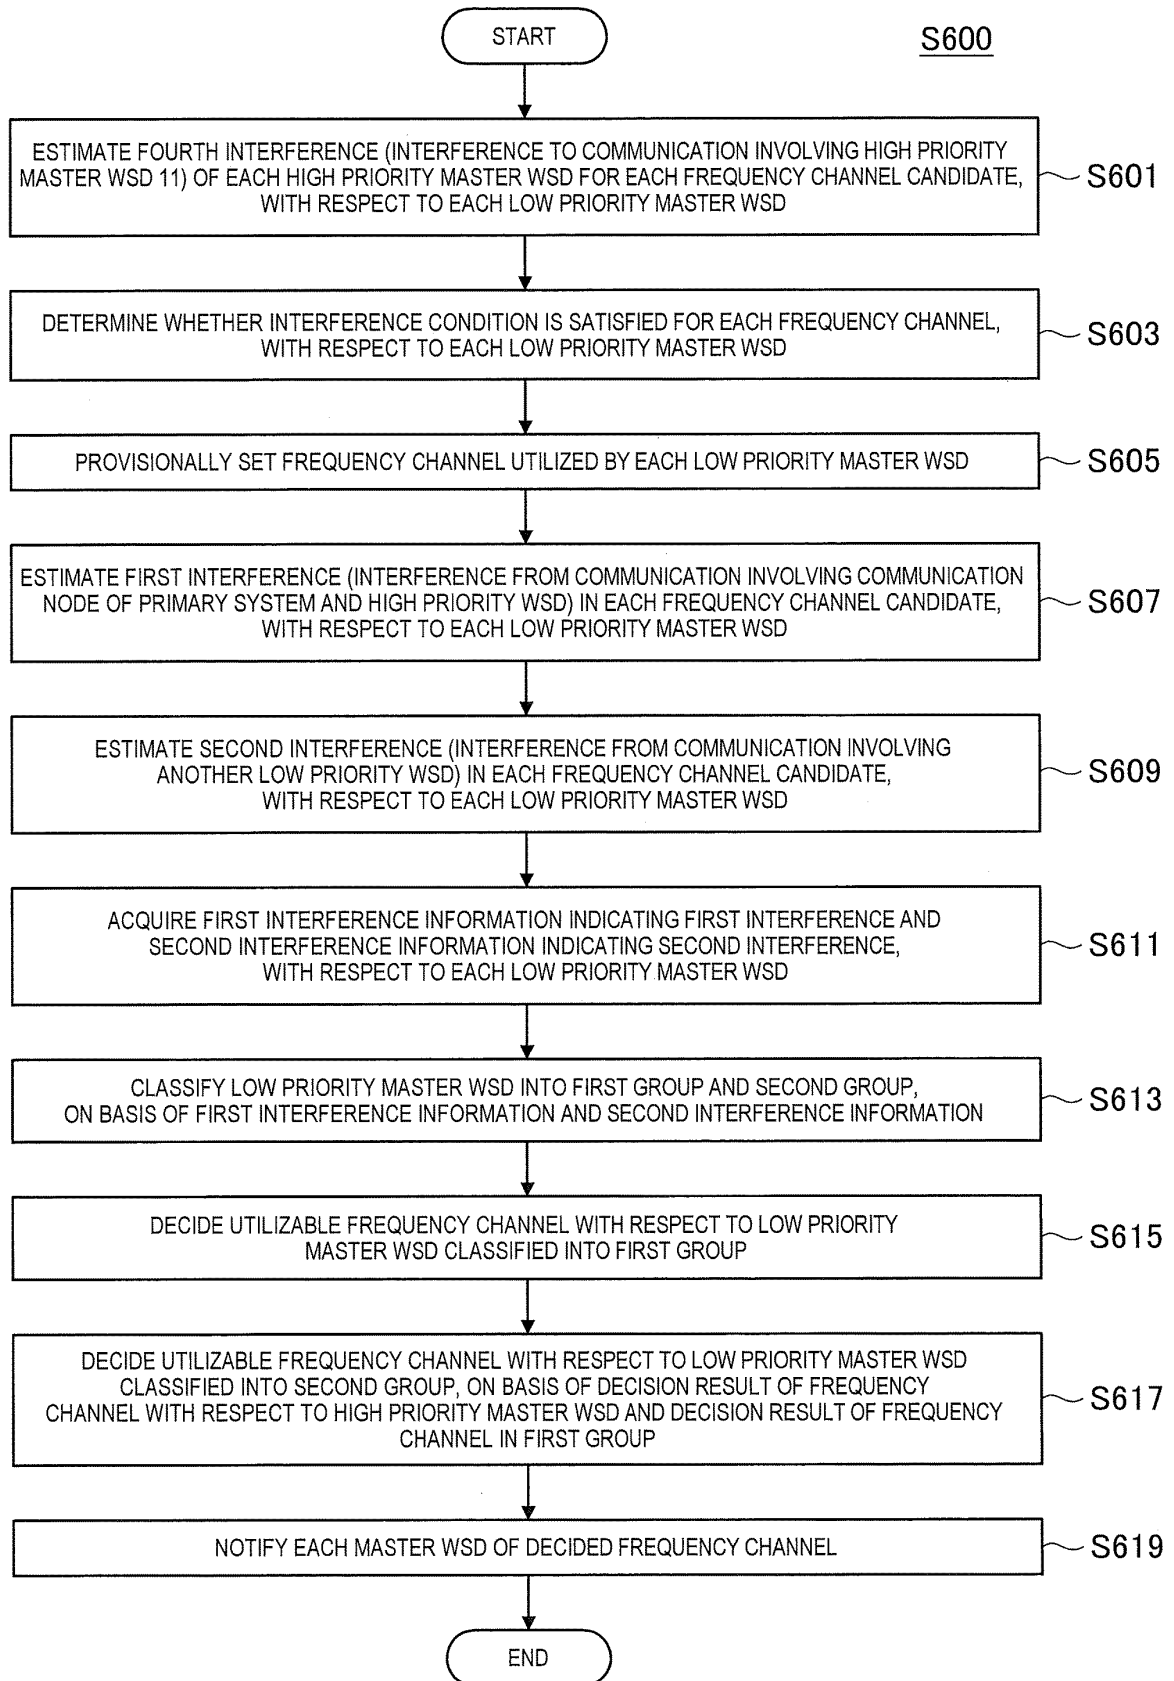 START
S600
ESTIMATE FOURTH INTERFERENCE (INTERFERENCE TO COMMUNICATION INVOLVING HIGH PRIORITY
MASTER WSD 11) OF EACH HIGH PRIORITY MASTER WSD FOR EACH FREQUENCY CHANNEL CANDIDATE,
WITH RESPECT TO EACH LOW PRIORITY MASTER WSD
S601
DETERMINE WHETHER INTERFERENCE CONDITION IS SATISFIED FOR EACH FREQUENCY CHANNEL,
WITH RESPECT TO EACH LOW PRIORITY MASTER WSD
S603
PROVISIONALLY SET FREQUENCY CHANNEL UTILIZED BY EACH LOW PRIORITY MASTER WSD
S605
ESTIMATE FIRST INTERFERENCE (INTERFERENCE FROM COMMUNICATION INVOLVING COMMUNICATION
NODE OF PRIMARY SYSTEM AND HIGH PRIORITY WSD) IN EACH FREQUENCY CHANNEL CANDIDATE,
WITH RESPECT TO EACH LOW PRIORITY MASTER WSD
S607
ESTIMATE SECOND INTERFERENCE (INTERFERENCE FROM COMMUNICATION INVOLVING
ANOTHER LOW PRIORITY WSD) IN EACH FREQUENCY CHANNEL CANDIDATE,
WITH RESPECT TO EACH LOW PRIORITY MASTER WSD
S609
ACQUIRE FIRST INTERFERENCE INFORMATION INDICATING FIRST INTERFERENCE AND
SECOND INTERFERENCE INFORMATION INDICATING SECOND INTERFERENCE,
WITH RESPECT TO EACH LOW PRIORITY MASTER WSD
S611
CLASSIFY LOW PRIORITY MASTER WSD INTO FIRST GROUP AND SECOND GROUP,
ON BASIS OF FIRST INTERFERENCE INFORMATION AND SECOND INTERFERENCE INFORMATION
S613
DECIDE UTILIZABLE FREQUENCY CHANNEL WITH RESPECT TO LOW PRIORITY
MASTER WSD CLASSIFIED INTO FIRST GROUP
S615
DECIDE UTILIZABLE FREQUENCY CHANNEL WITH RESPECT TO LOW PRIORITY MASTER WSD
CLASSIFIED INTO SECOND GROUP, ON BASIS OF DECISION RESULT OF FREQUENCY
CHANNEL WITH RESPECT TO HIGH PRIORITY MASTER WSD AND DECISION RESULT OF FREQUENCY
CHANNEL IN FIRST GROUP
S617
NOTIFY EACH MASTER WSD OF DECIDED FREQUENCY CHANNEL
S619
END